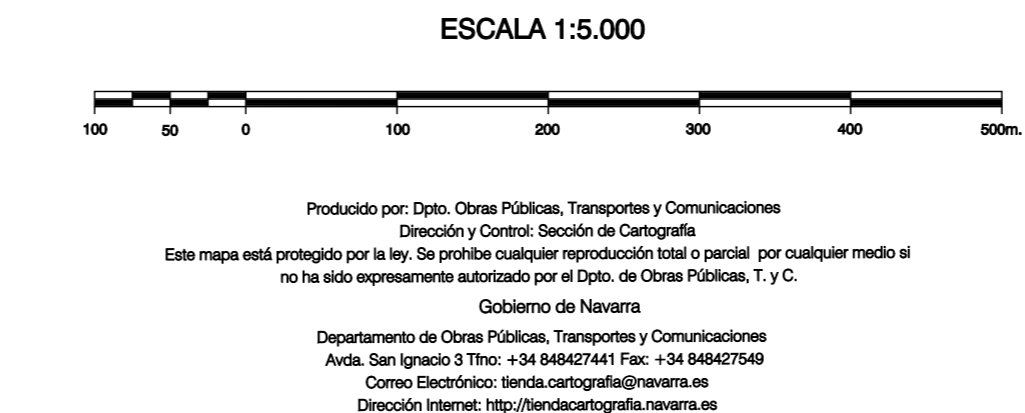 ESCALA 1:5.000
100 50 0 100 200 300 400 500m.
Producido por: Dpto. Obras Públicas, Transportes y Comunicaciones
Dirección y Control: Sección de Cartografía
Este mapa está protegido por la ley. Se prohibe cualquier reproducción total o parcial por cualquier medio si
no ha sido expresamente autorizado por el Dpto. de Obras Públicas, T. y C.
Gobierno de Navarra
Departamento de Obras Públicas, Transportes y Comunicaciones
Avda. San Ignacio 3 Tfno: +34 848427441 Fax: +34 848427549
Correo Electrónico: tienda.cartografia@navarra.es
Dirección Internet: http://tiendacartografia.navarra.es